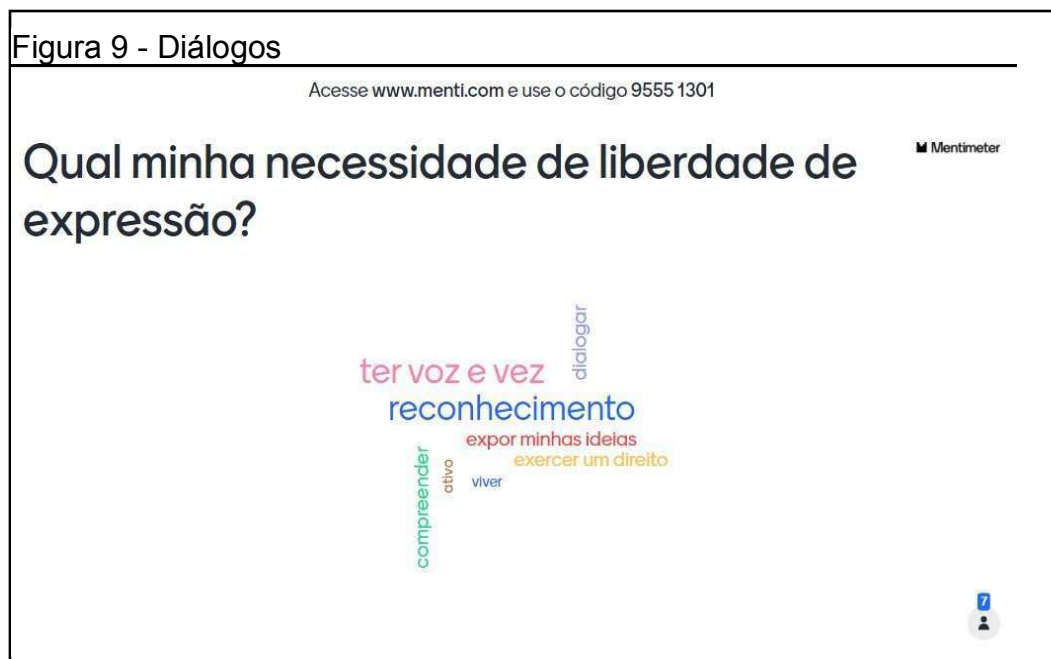 Figura 9 - Diálogos
Acesse www.menti.com e use o código 9555 1301
Qual minha necessidade de liberdade de
expressão?
Mentimeter
dialogar
ter voz e vez
reconhecimento
expor minhas ideias
exercer um direito
compreender
ativo
viver
7